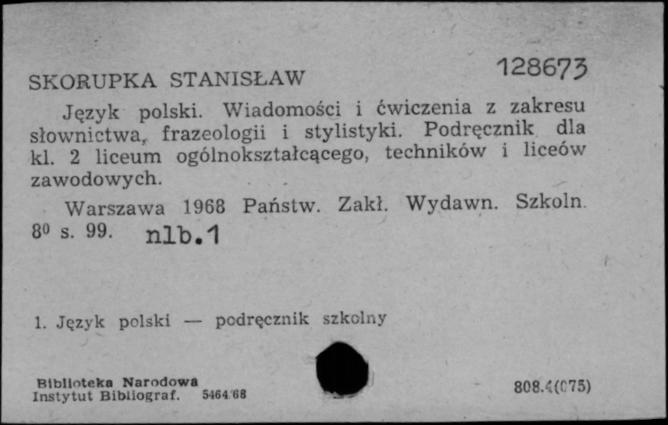 128673
SKORUPKA STANISŁAW
Język polski. Wiadomości i ćwiczenia z zakresu
słownictwa, frazeologii i stylistyki. Podręcznik dla
kl. 2 liceum ogólnokształcącego, techników i liceów
zawodowych.
Warszawa 1968 Państw. Zakł. Wydawn. Szkoln.
8⁰ s. 99. nlb.1
1. Język polski — podręcznik szkolny
Biblioteka Narodowa
Instytut Bibliograf. 5464/68
808.4(075)